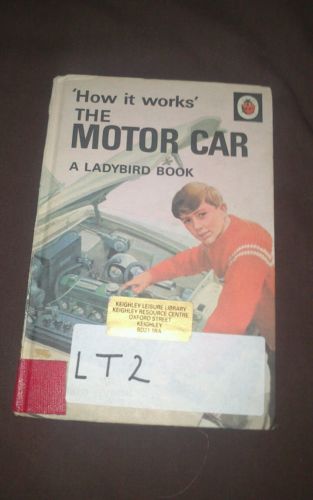 'How it works'
THE
MOTOR CAR
A LADYBIRD BOOK
KEIGHLEY LEISURE LIBRARY
KEIGHLEY RESOURCE CENTRE
OXFORD STREET
KEIGHLEY
LT2